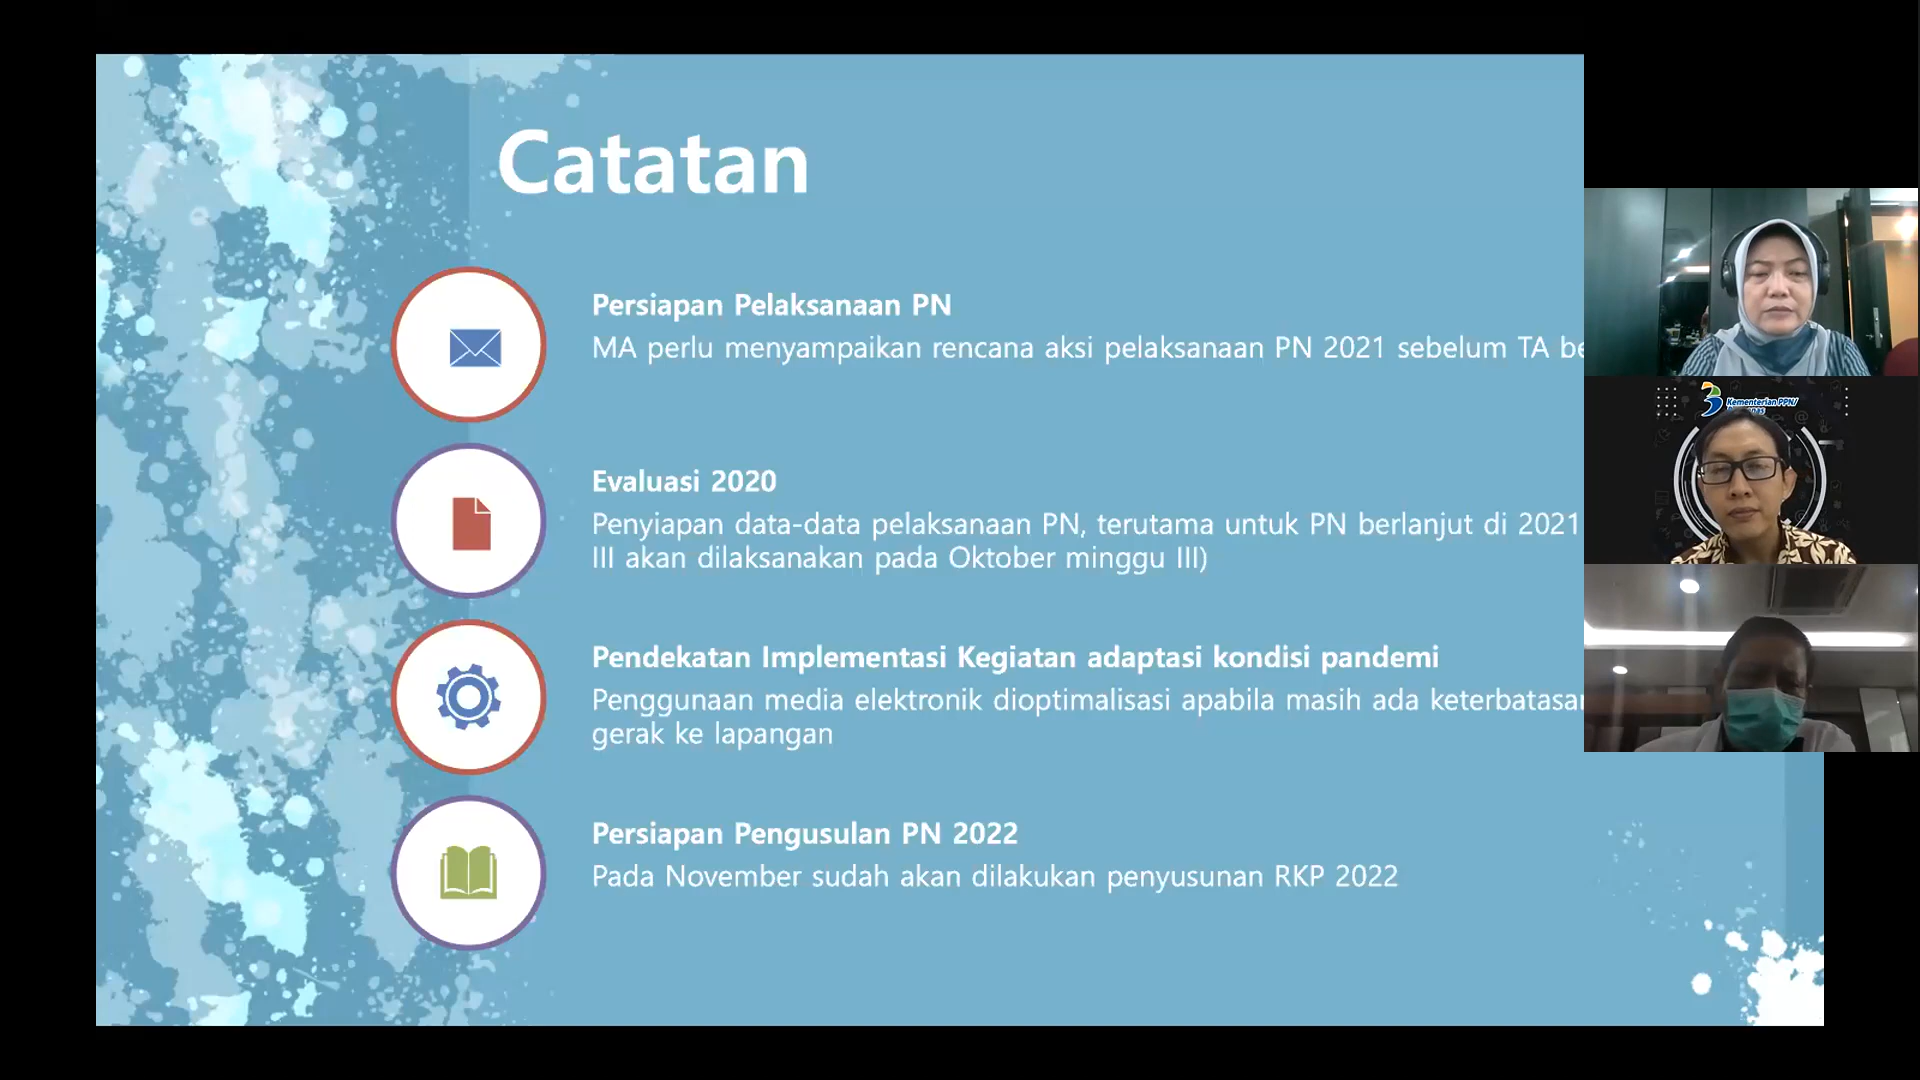 Catatan
Persiapan Pelaksanaan PN
MA perlu menyampaikan rencana aksi pelaksanaan PN 2021 sebelum TA
Evaluasi 2020
Penyiapan data-data pelaksanaan PN, terutama untuk PN berlanjut di 2021
III akan dilaksanakan pada Oktober minggu III)
Pendekatan Implementasi Kegiatan adaptasi kondisi pandemi
Penggunaan media elektronik dioptimalisasi apabila masih ada
gerak ke lapangan
Persiapan Pengusulan PN 2022
Pada November sudah akan dilakukan penyusunan RKP 2022
Kementerian PPN/